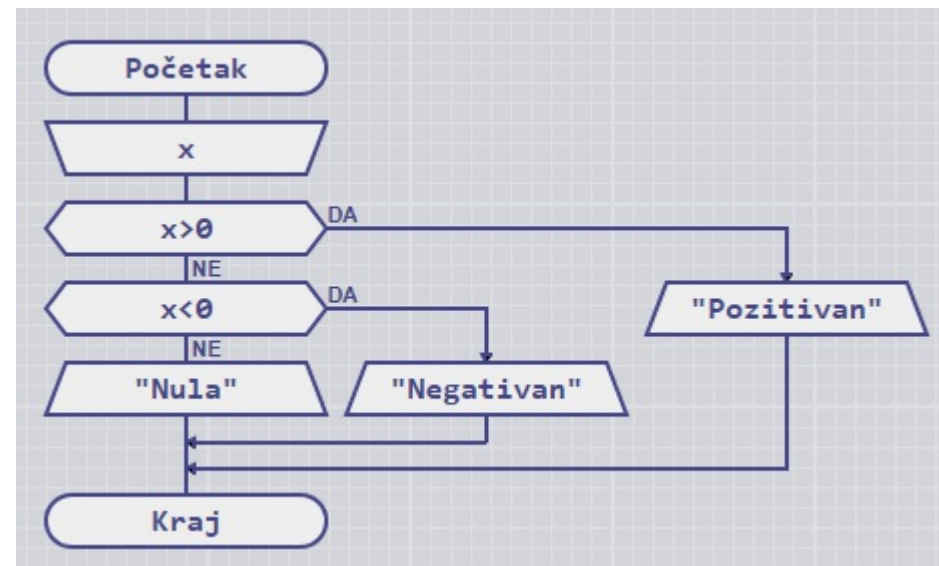 Početak
x
x>0
DA
NE
x<0
DA
"Pozitivan"
NE
"Nula"
"Negativan"
Kraj